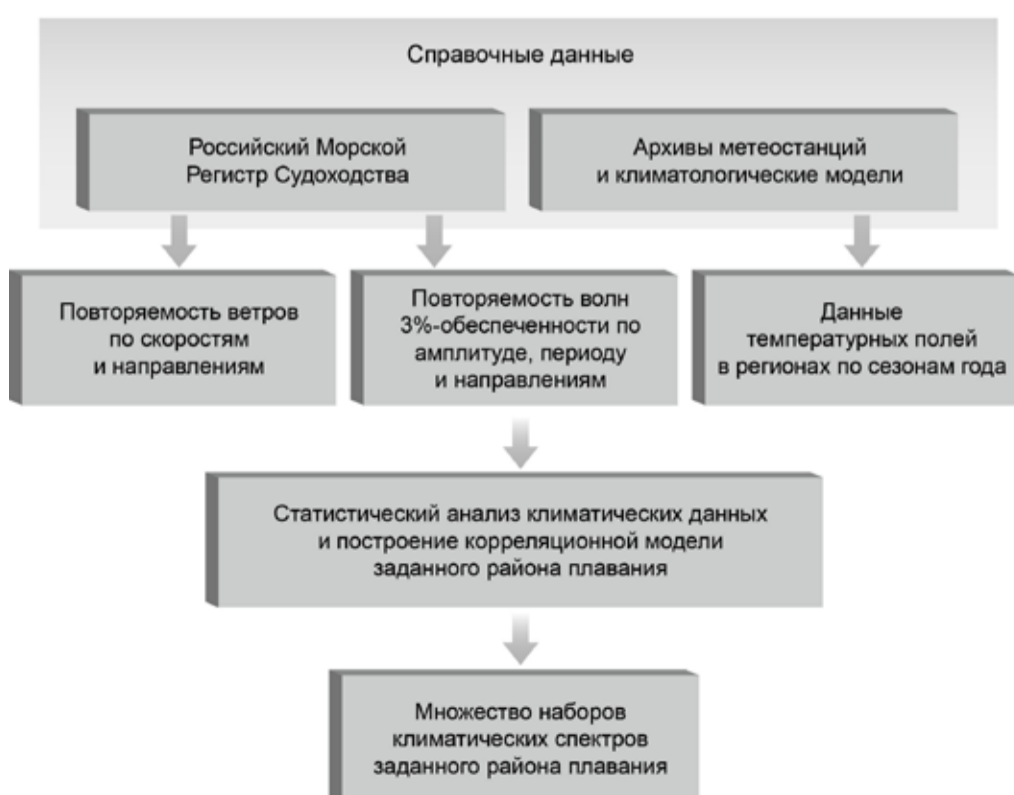 Справочные данные
Российский Морской
Регистр Судоходства
Архивы метеостанций
и климатологические модели
Повторяемость ветров
по скоростям
и направлениям
Повторяемость волн
3%-обеспеченности по
амплитуде, периоду
и направлениям
Данные
температурных полей
в регионах по сезонам года
Статистический анализ климатических данных
и построение корреляционной модели
заданного района плавания
Множество наборов
климатических спектров
заданного района плавания